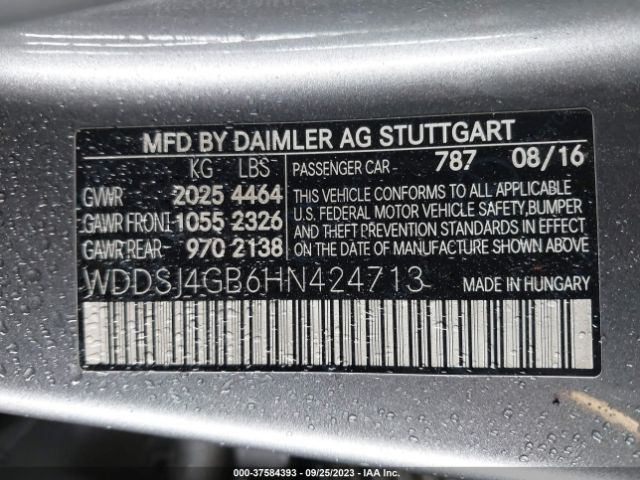 MFD BY DAIMLER AG STUTTGART
KG LBS
GVWR 2025 4464
GAWR FRONT 1055 2326
GAWR REAR 970 2138
PASSENGER CAR- 787 08/16
THIS VEHICLE CONFORMS TO ALL APPLICABLE
U.S. FEDERAL MOTOR VEHICLE SAFETY, BUMPER
AND THEFT PREVENTION STANDARDS
IN EFFECT ON THE DATE OF
MANUFACTURE SHOWN ABOVE.
WDDSJ4GB6HN424713
MADE IN HUNGARY
000-37584393 - 09/25/2023 - IAA Inc.